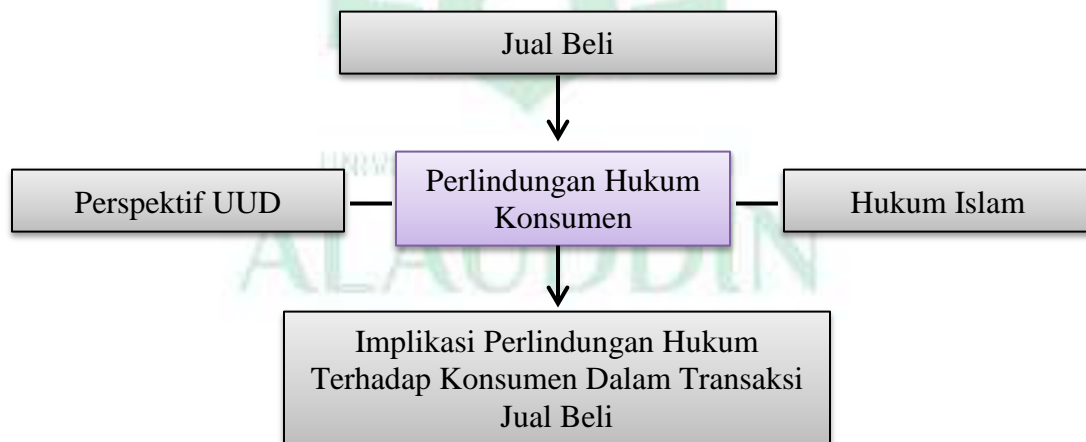 Jual Beli
Perspektif UUD
Perlindungan Hukum
Konsumen
Hukum Islam
ALAUDDIN
Implikasi Perlindungan Hukum
Terhadap Konsumen Dalam Transaksi
Jual Beli